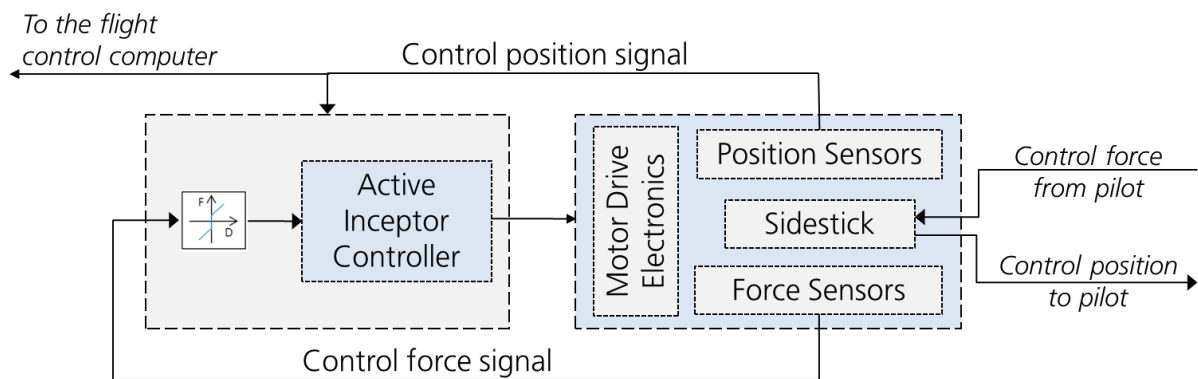 To the flight
control computer
Control position signal
Active
Inceptor
Controller
F
D
Motor Drive
Electronics
Position Sensors
Sidestick
Force Sensors
Control force
from pilot
Control position
to pilot
Control force signal